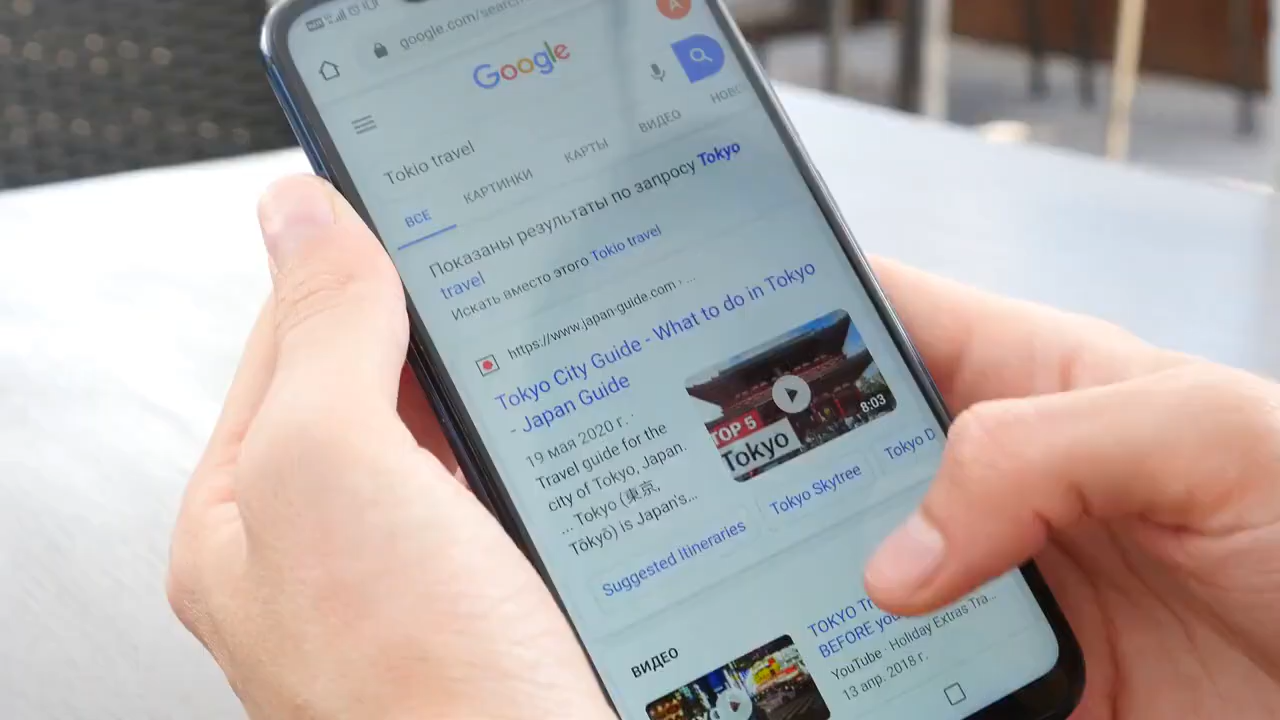 google.com/search
A
Google
Tokio travel
ВСЕ
КАРТИНКИ
КАРТЫ
ВИДЕО
Показаны результаты по запросу Tokyo
travel
Искать вместо этого Tokio travel
https://www.japan-guide.com › ...
Tokyo City Guide - What to do in Tokyo
- Japan Guide
19 мая 2020 г. ·
Travel guide for the
city of Tokyo, Japan.
... Tokyo (東京,
Tōkyō) is Japan's...
TOP 5
Tokyo
8:03
Suggested Itineraries
Tokyo Skytree
Tokyo D
ВИДЕО
TOKYO
BEFORE
YouTube · Holiday Extras Tra...
13 апр. 2018 г.